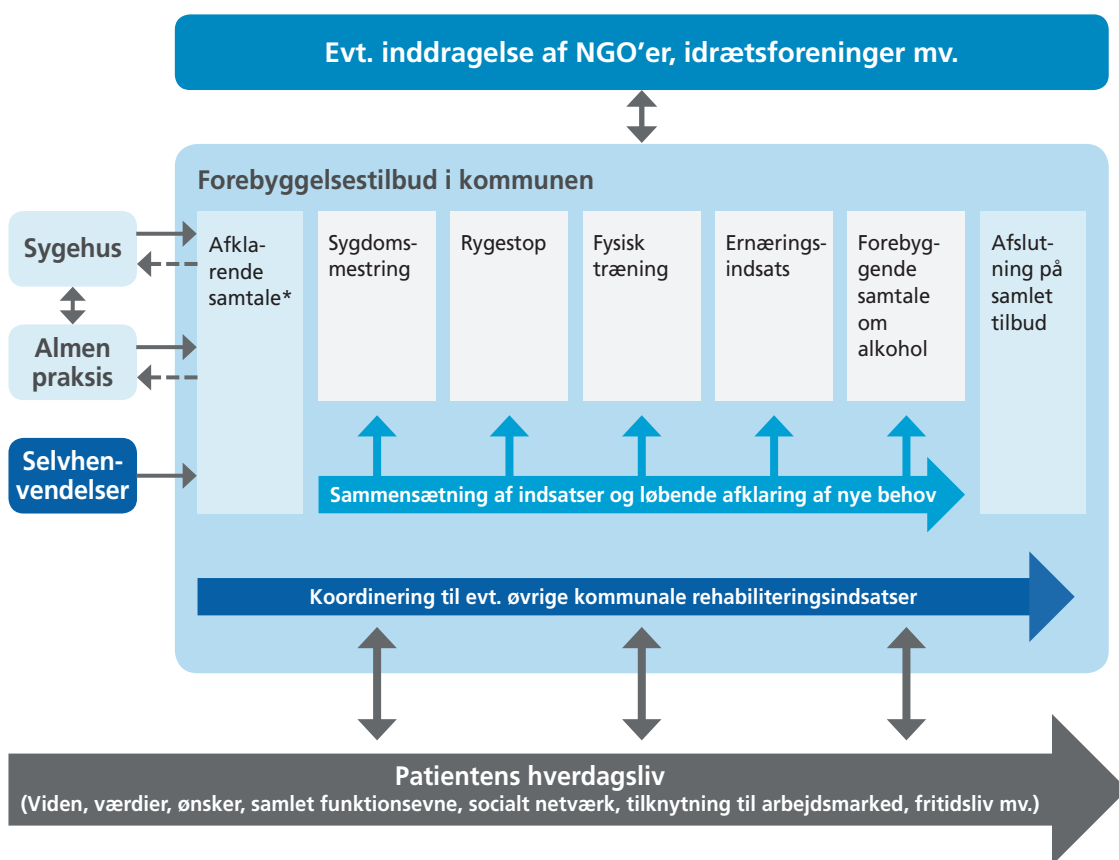 Evt. inddragelse af NGO’er, idrætsforeninger mv.
Forebyggelsestilbud i kommunen
Sygehus
Almen
praksis
Selvhen-
vendelser
Afkla-
rende
samtale*
Sygdoms-
mestring
Rygestop
Fysisk
træning
Ernærings-
indsats
Forebyg-
gende
samtale
om
alkohol
Afslut-
ning på
samlet
tilbud
Sammensætning af indsatser og løbende afklaring af nye behov
Koordinering til evt. øvrige kommunale rehabiliteringsindsatser
Patientens hverdagsliv
(Viden, værdier, ønsker, samlet funktionsevne, socialt netværk, tilknytning til arbejdsmarked, fritidsliv mv.)